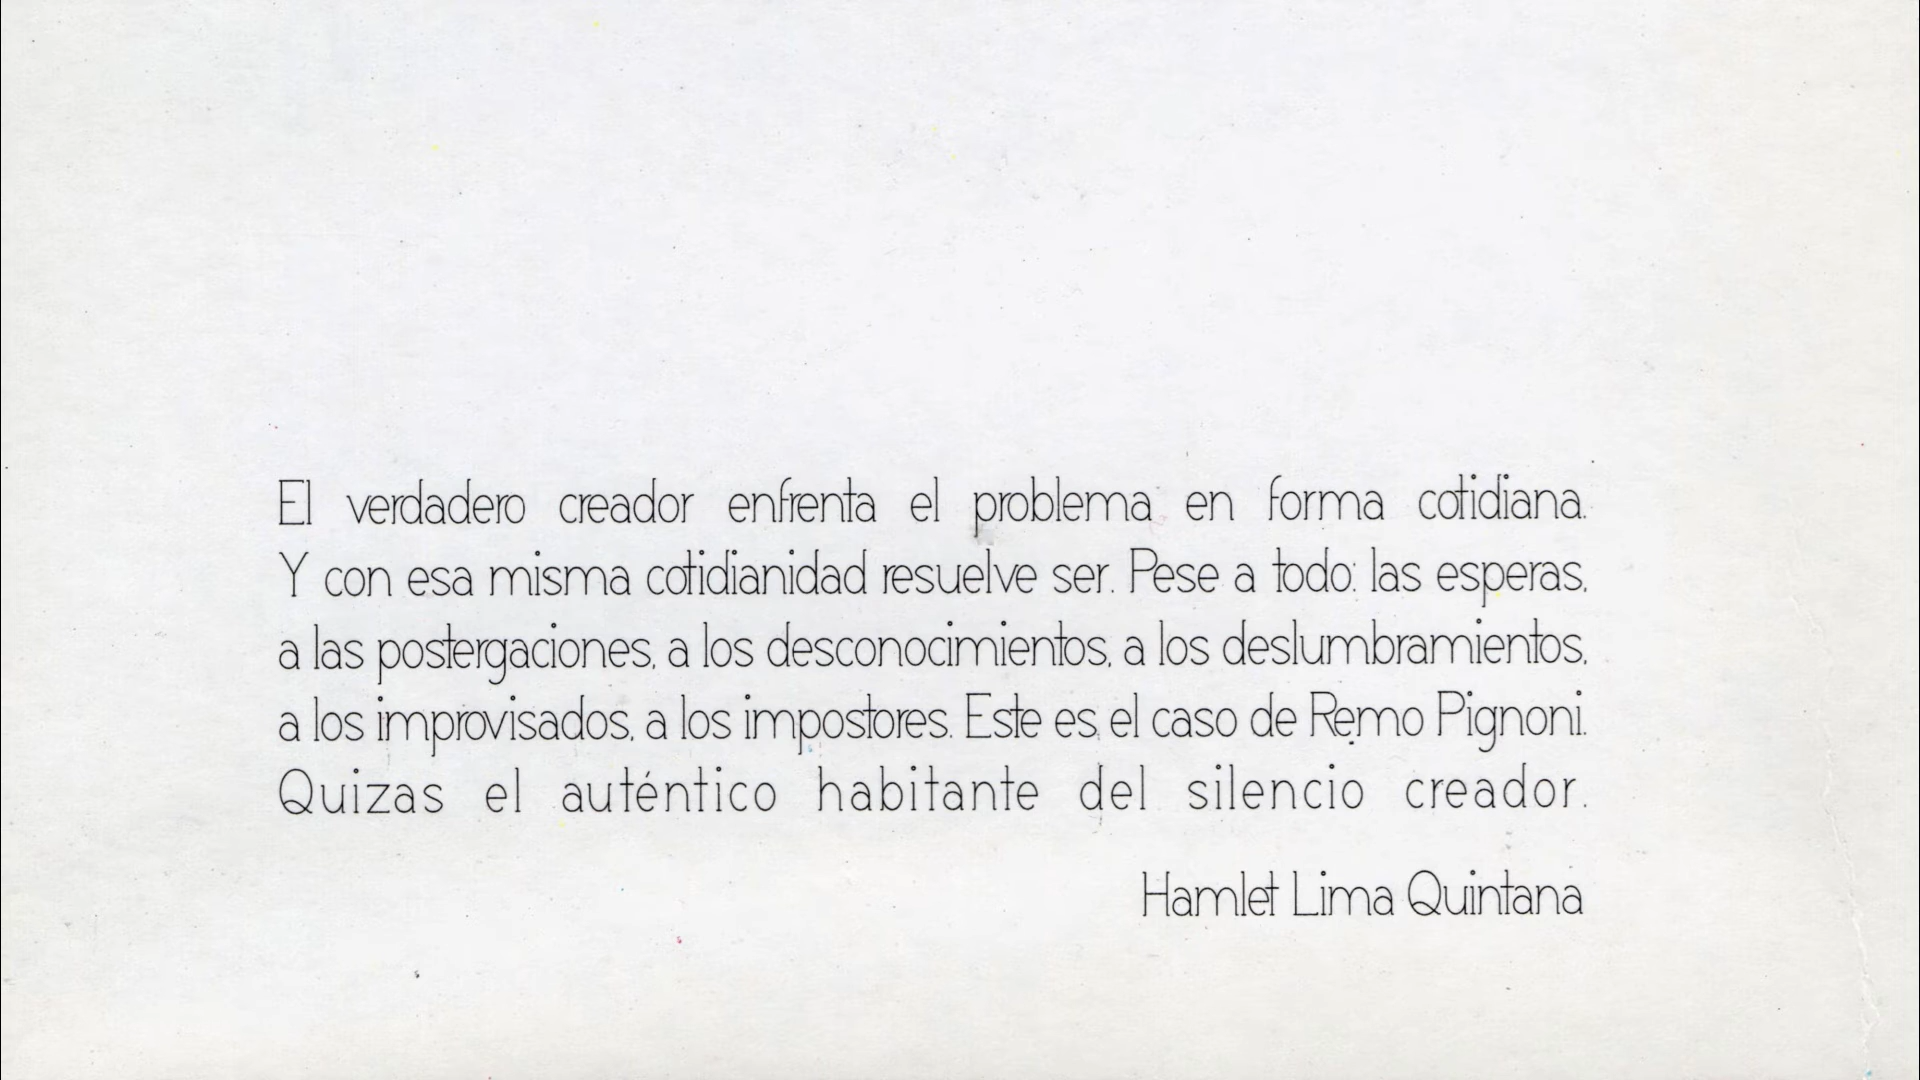 El verdadero creador enfrenta el problema en forma cotidiana.
Y con esa misma cotidianidad resuelve ser. Pese a todo: las esperas,
a las postergaciones, a los desconocimientos, a los deslumbramientos,
a los improvisados, a los impostores. Este es el caso de Remo Pignoni.
Quizas el auténtico habitante del silencio creador.
Hamlet Lima Quintana